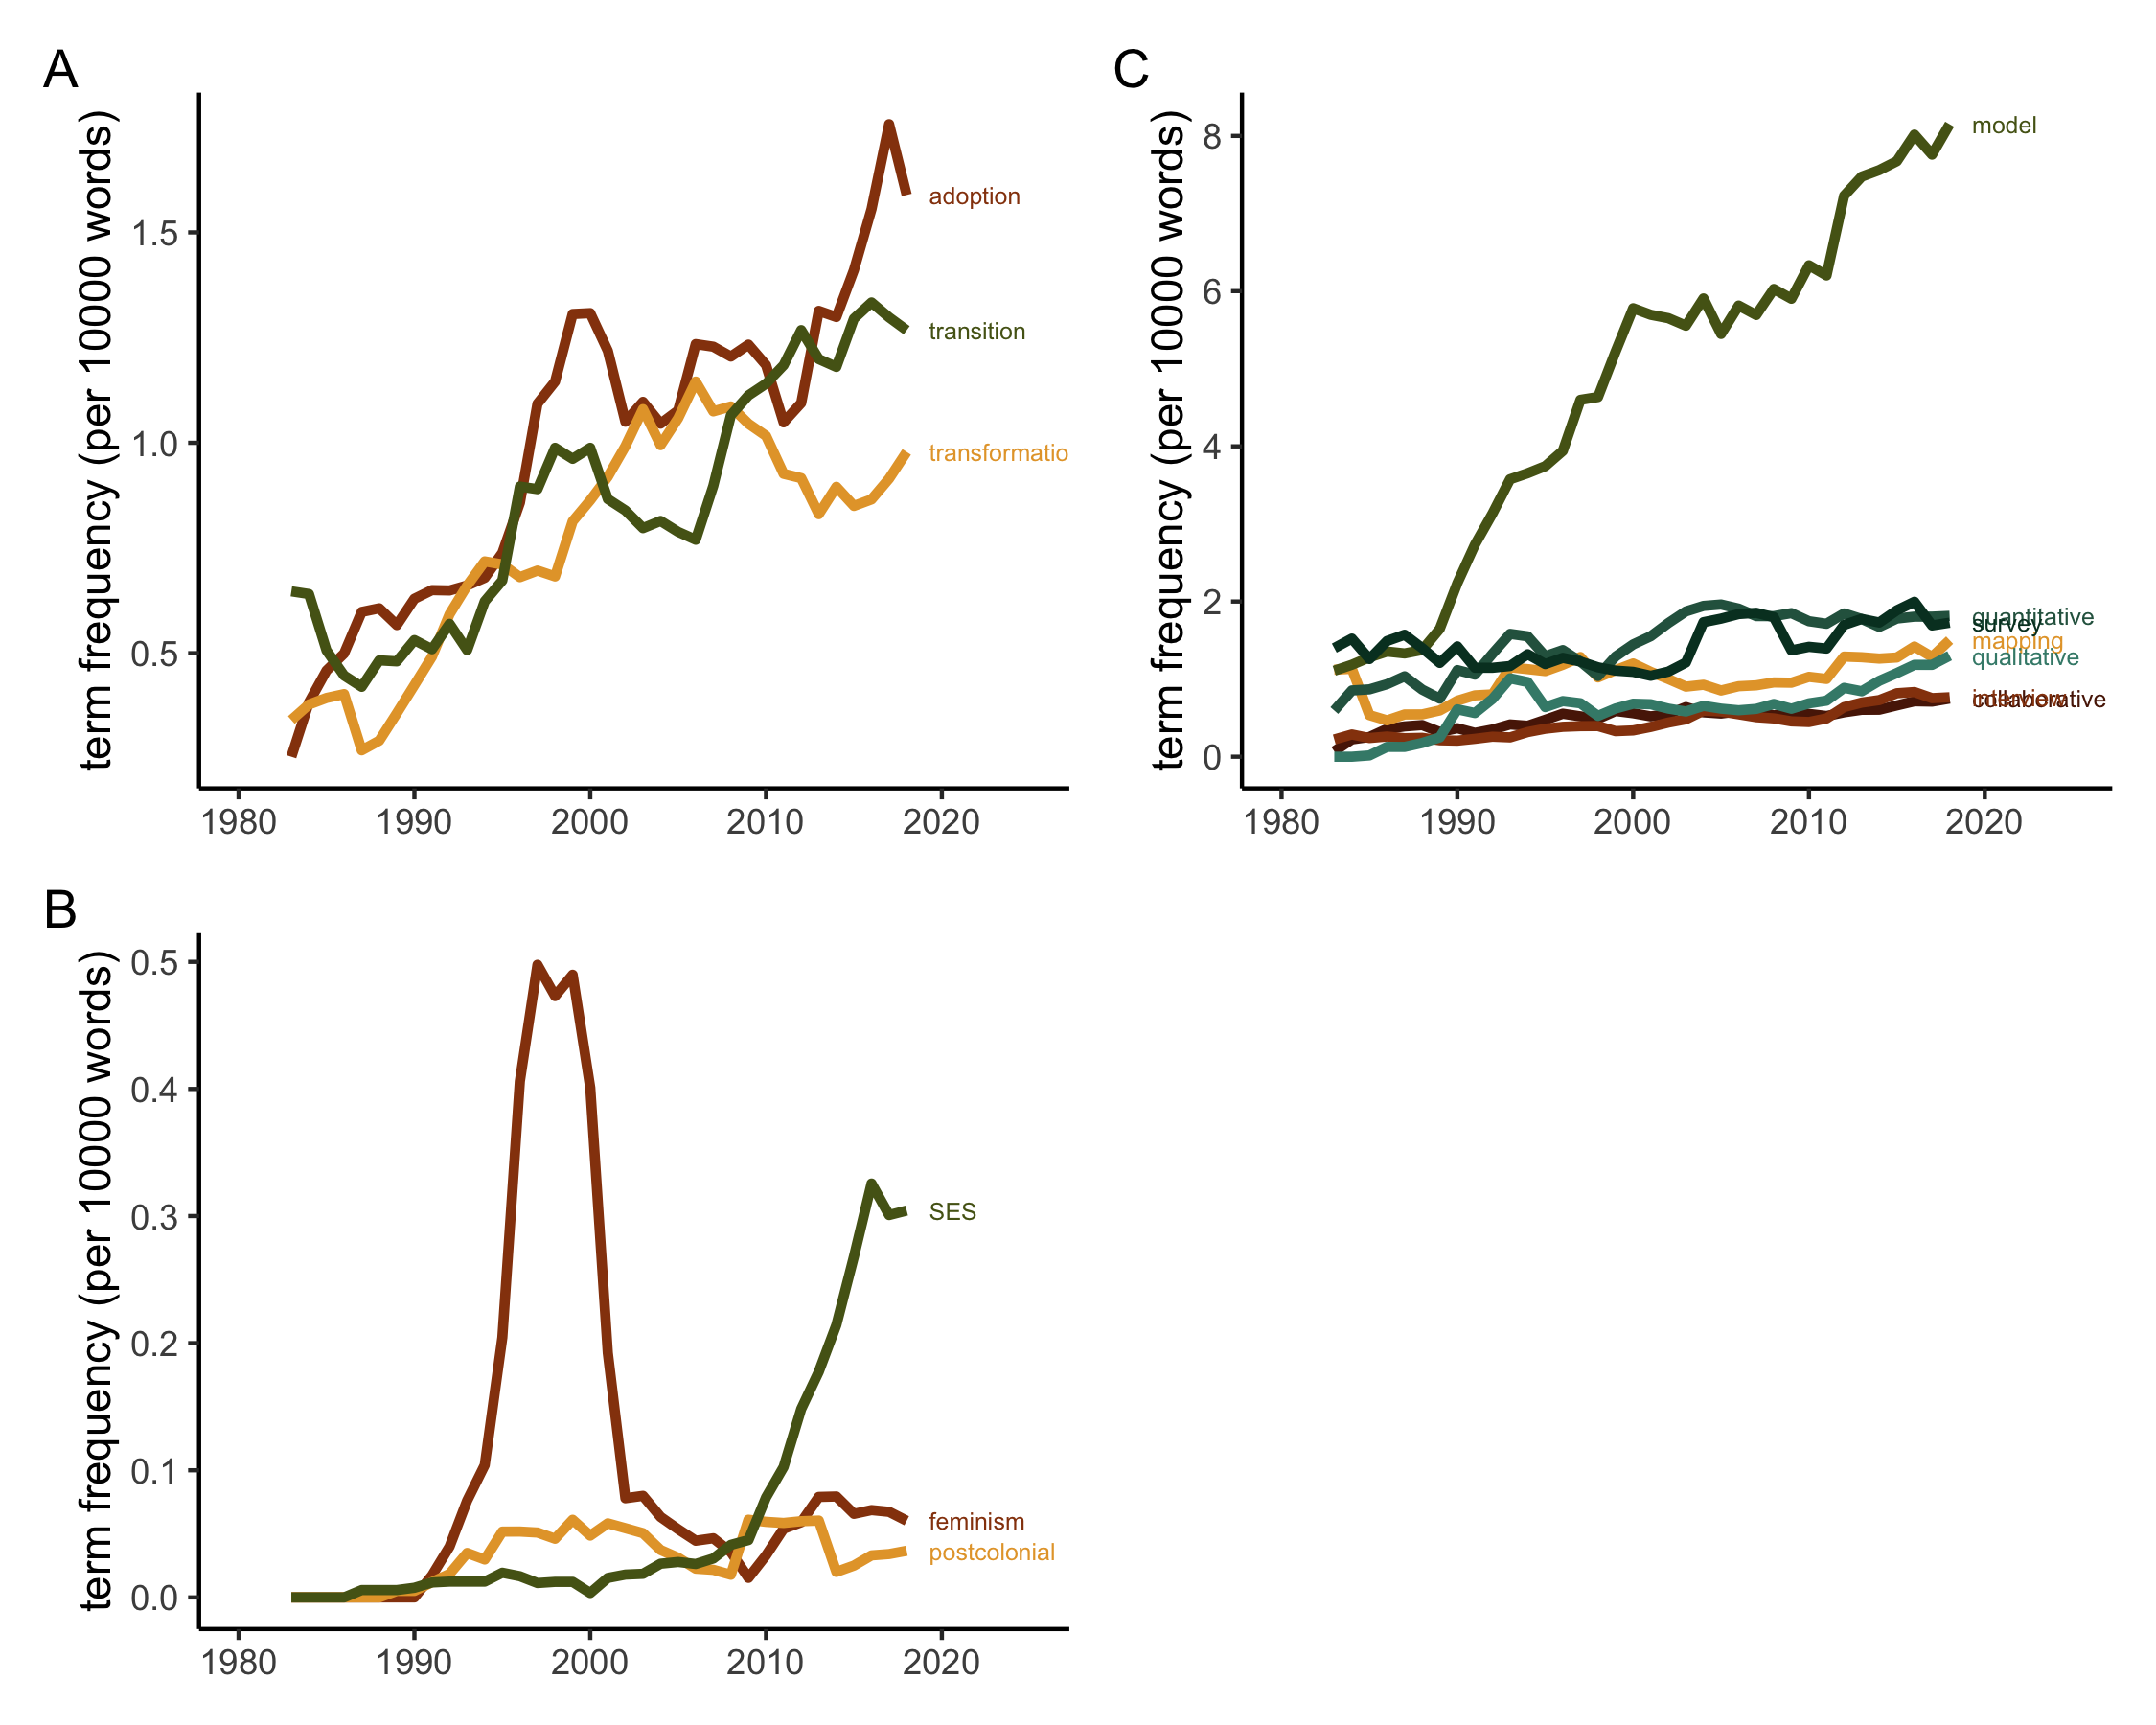 A
term frequency (per 10000 words)
1.5
1.0
0.5
adoption
transition
transformatio
1980 1990 2000 2010 2020
C
term frequency (per 10000 words)
8
6
4
2
0
model
quantitative
survey
mapping
qualitative
collaborative
1980 1990 2000 2010 2020
B
term frequency (per 10000 words)
0.5
0.4
0.3
0.2
0.1
0.0
SES
feminism
postcolonial
1980 1990 2000 2010 2020